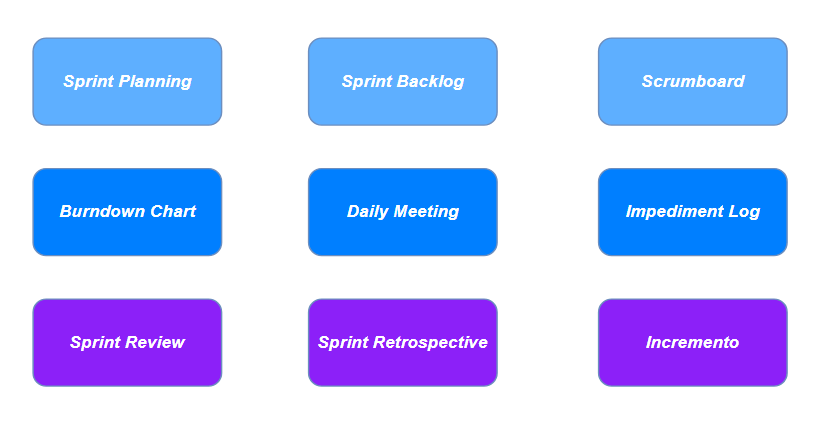 Sprint Planning
Sprint Backlog
Scrumboard
Burndown Chart
Daily Meeting
Impediment Log
Sprint Review
Sprint Retrospective
Incremento